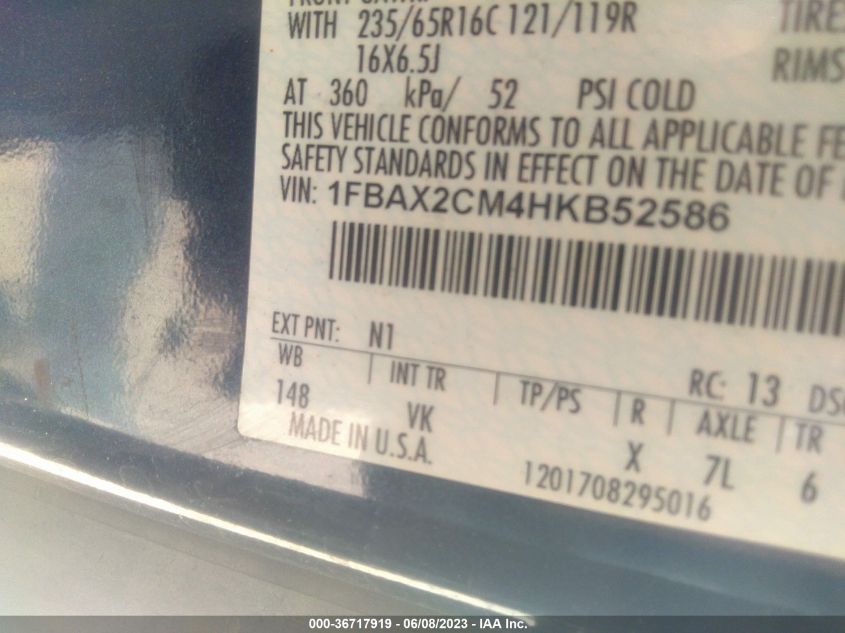 WITH 235/65R16C 121/119R
16X6.5J RIMS
AT 360 kPa/ 52 PSI COLD
THIS VEHICLE CONFORMS TO ALL APPLICABLE
SAFETY STANDARDS IN EFFECT ON THE DATE OF
VIN: 1FBAX2CM4HKB52586
EXT PNT: N1 RC: 13
WB INT TR TP/PS R AXLE TR
148 VK X 7L 6
MADE IN U.S.A. 1201708295016
000-36717919 - 06/08/2023 - IAA Inc.